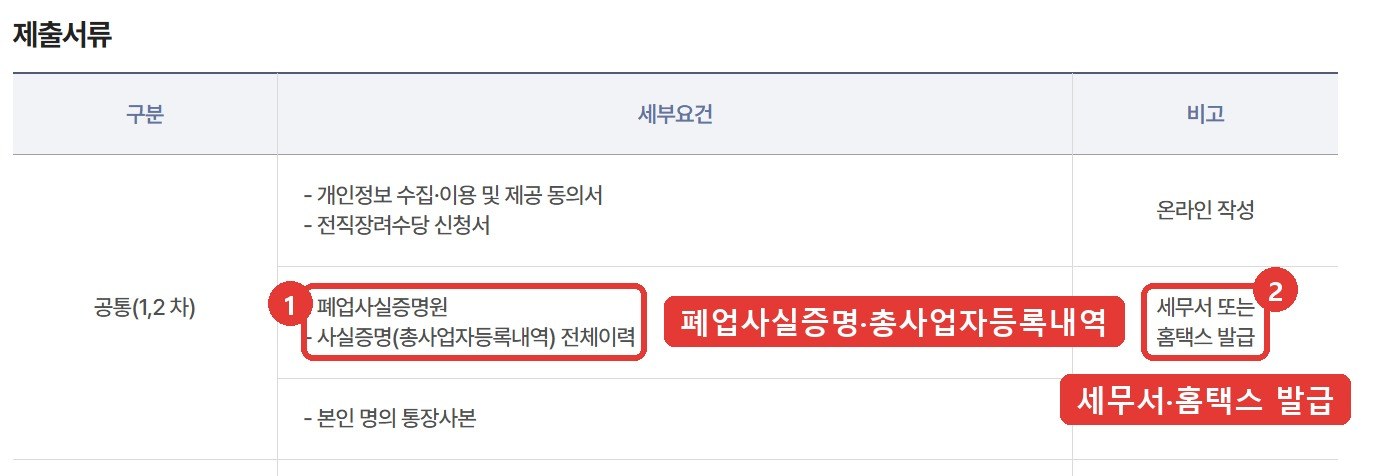 제출서류
구분
세부요건
비고
공통(1,2 차)
- 개인정보 수집·이용 및 제공 동의서
- 전직장려수당 신청서
온라인 작성
1
폐업사실증명원
- 사실증명(총사업자등록내역) 전체이력
폐업사실증명·총사업자등록내역
2
세무서 또는
홈택스 발급
세무서·홈택스 발급
- 본인 명의 통장사본